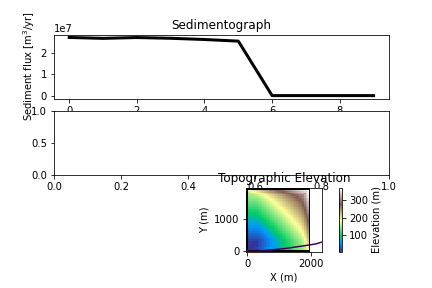 1e7
Sedimentograph
Sediment flux [m³/yr]
2
1
0
0 2 4 6 8
1.0
0.5
0.0
0.0 0.2 0.4 0.6 0.8 1.0
Topographic Elevation
Y (m)
1000
0
0 2000
X (m)
300
200
100
Elevation (m)